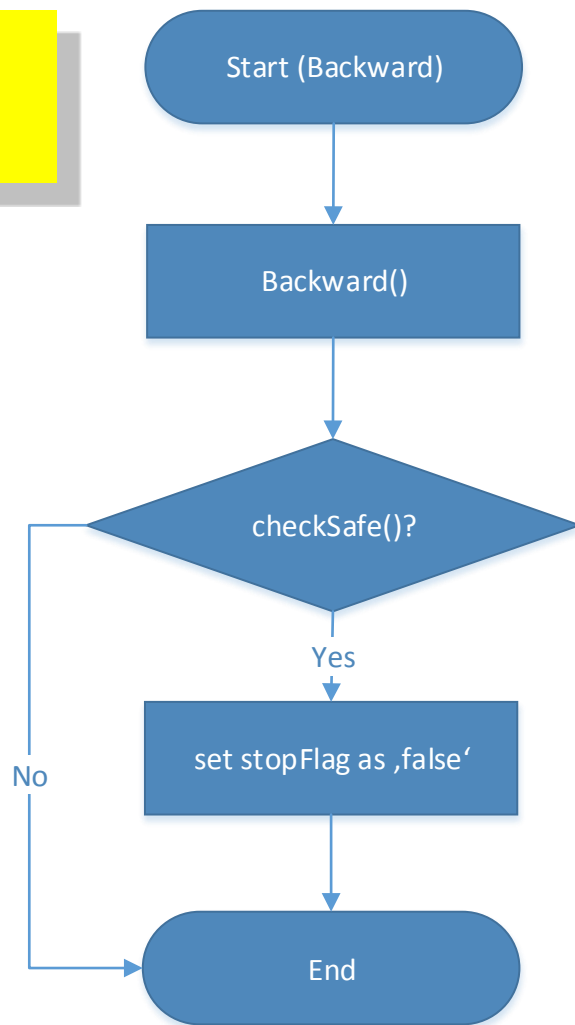 Start (Backward)
Backward()
checkSafe()?
Yes
set stopFlag as ‚false‘
No
End